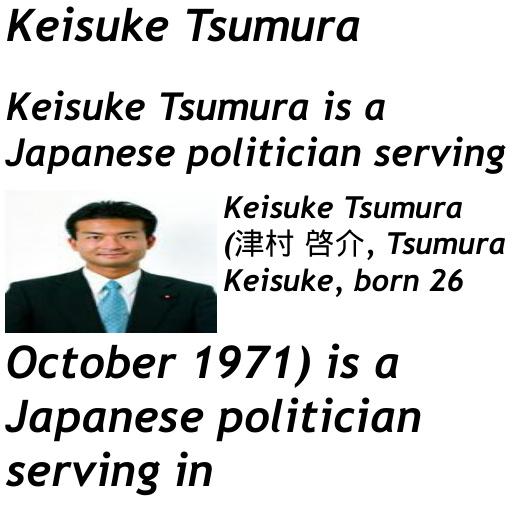 Keisuke Tsumura
Keisuke Tsumura is a
Japanese politician serving
Keisuke Tsumura
(津村 啓介, Tsumura
Keisuke, born 26
October 1971) is a
Japanese politician
serving in